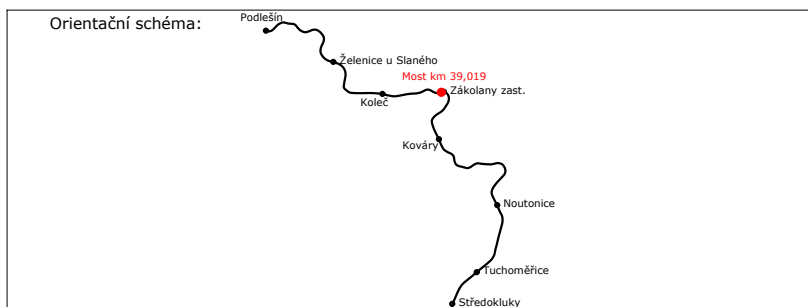 Orientační schéma:
Podlešín
Želenice u Slaného
Most km 39,019
Zákolany zast.
Koleč
Kováry
Noutonice
Tuchoměřice
Středokluky